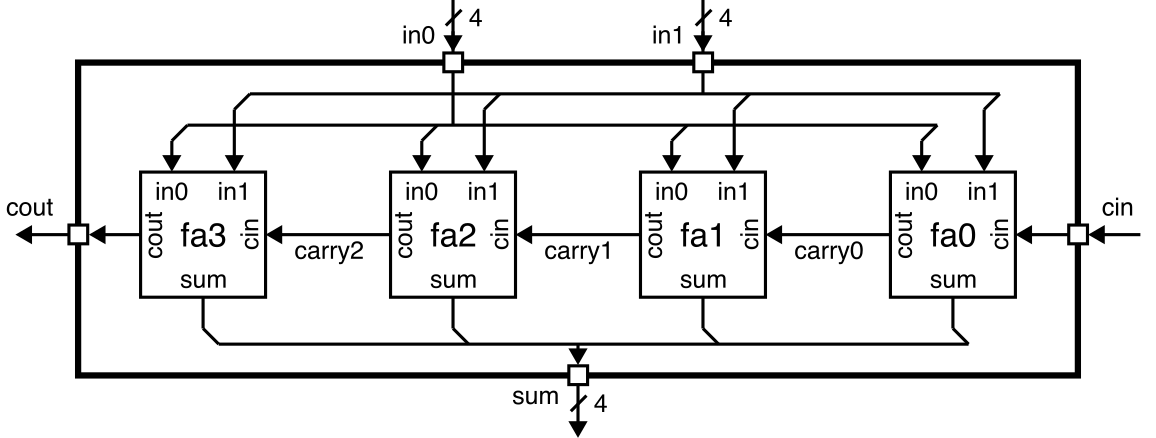 in0 4 in1 4
in0 in1 in0 in1 in0 in1 in0 in1
cout cout fa3 cin cout fa2 cin cout fa1 cin cout fa0 cin cin
carry2 carry1 carry0
sum sum sum sum
sum 4